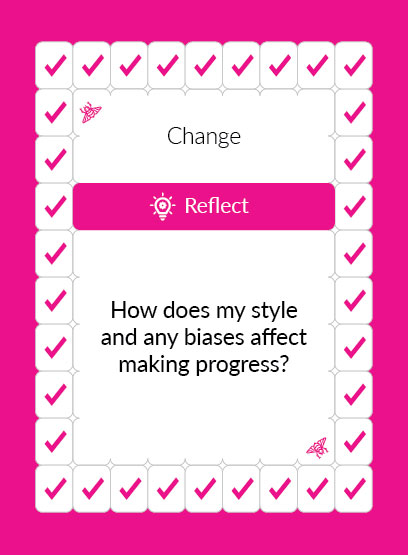 Change
Reflect
How does my style
and any biases affect
making progress?